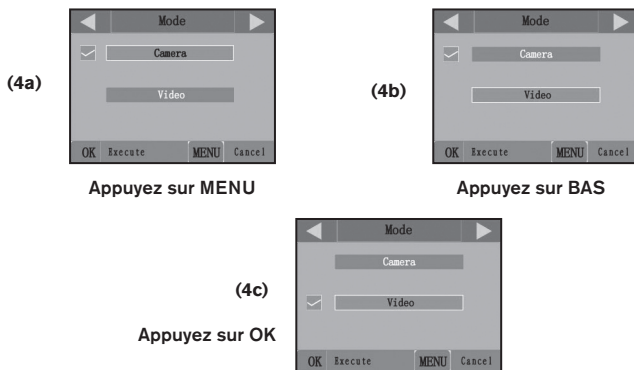 Mode
(4a)
Camera
Video
OK Execute MENU Cancel
Appuyez sur MENU
Mode
(4b)
Camera
Video
OK Execute MENU Cancel
Appuyez sur BAS
Mode
(4c)
Camera
Video
Appuyez sur OK
OK Execute MENU Cancel